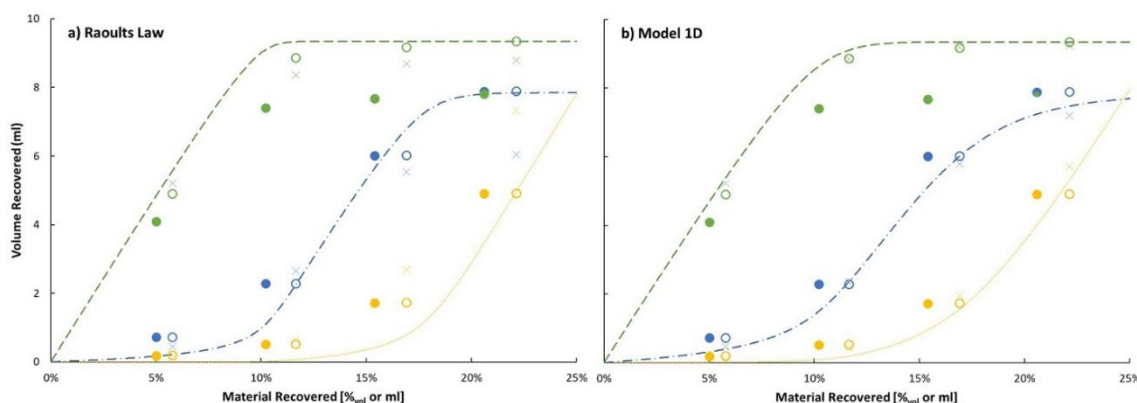 a) Raoults Law
b) Model 1D
10
8
6
4
2
0
Volume Recovered (ml)
0% 5% 10% 15% 20% 25%
0% 5% 10% 15% 20% 25%
Material Recovered [%vol or ml]
Material Recovered [%vol or ml]